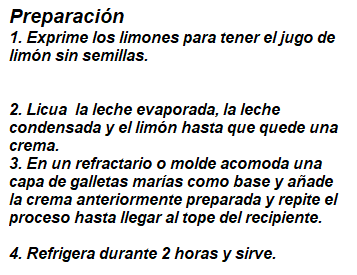 Preparación
1. Exprime los limones para tener el jugo de
limón sin semillas.
2. Licua  la leche evaporada, la leche
condensada y el limón hasta que quede una
crema.
3. En un refractario o molde acomoda una
capa de galletas marías como base y añade
la crema anteriormente preparada y repite el
proceso hasta llegar al tope del recipiente.
4. Refrigera durante 2 horas y sirve.